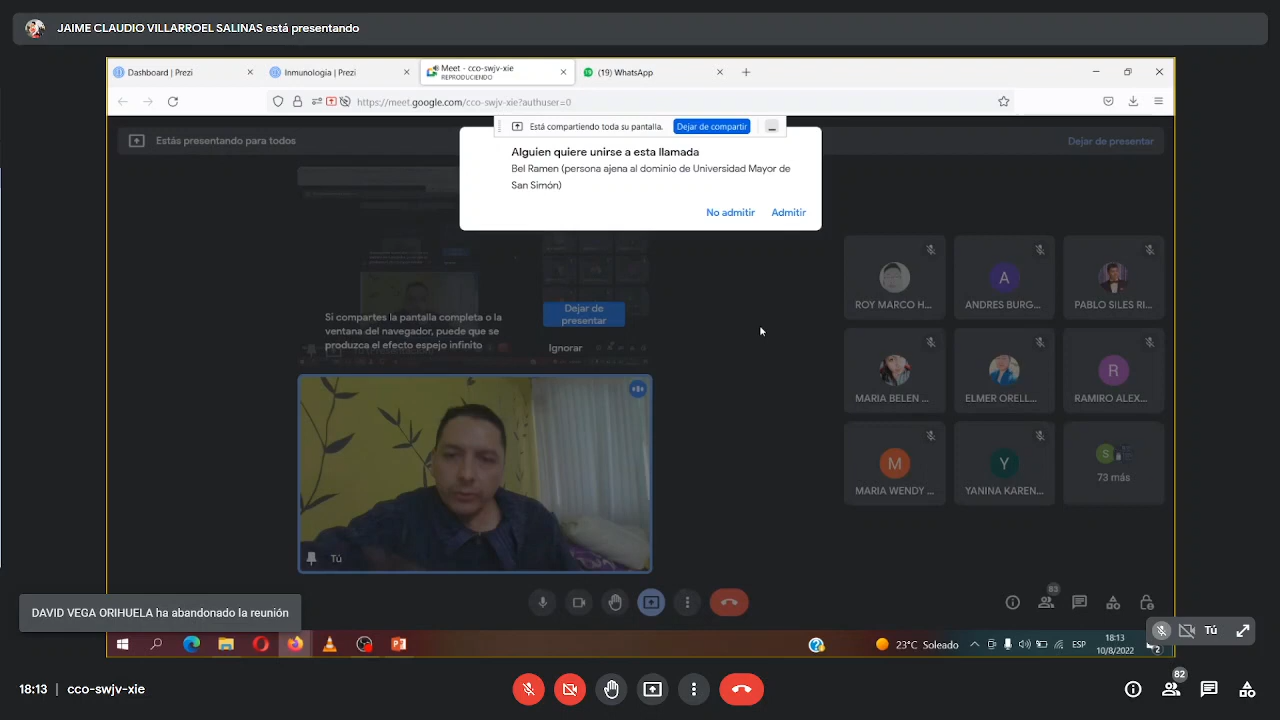 JAIME CLAUDIO VILLARROEL SALINAS está presentando
Dashboard | Prezi
Inmunologia | Prezi
Meet - cco-swjv-xie
REPRODUCIENDO
(19) WhatsApp
https://meet.google.com/cco-swjv-xie?authuser=0
Está compartiendo toda su pantalla.
Dejar de compartir
Estás presentando para todos
Dejar de presentar
Alguien quiere unirse a esta llamada
Bel Ramen (persona ajena al dominio de Universidad Mayor de
San Simón)
No admitir
Admitir
Si compartes la pantalla completa o la
ventana del navegador, puede que se
produzca el efecto espejo infinito
Dejar de
presentar
Ignorar
ROY MARCO H...
A
ANDRES BURG...
PABLO SILES RI...
MARIA BELEN ...
ELMER ORELL...
R
RAMIRO ALEX...
M
MARIA WENDY ...
Y
YANINA KAREN...
S
73 más
Tú
83
DAVID VEGA ORIHUELA ha abandonado la reunión
23°C Soleado
ESP
18:13
10/8/2022
2
Tú
18:13 | cco-swjv-xie
82